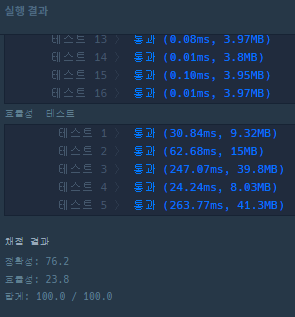 실행 결과
테스트 13 〉 통과 (0.08ms, 3.97MB)
테스트 14 〉 통과 (0.01ms, 3.8MB)
테스트 15 〉 통과 (0.10ms, 3.95MB)
테스트 16 〉 통과 (0.01ms, 3.97MB)
효율성 테스트
테스트 1 〉 통과 (30.84ms, 9.32MB)
테스트 2 〉 통과 (62.68ms, 15MB)
테스트 3 〉 통과 (247.07ms, 39.8MB)
테스트 4 〉 통과 (24.24ms, 8.03MB)
테스트 5 〉 통과 (263.77ms, 41.3MB)
채점 결과
정확성: 76.2
효율성: 23.8
합계: 100.0 / 100.0